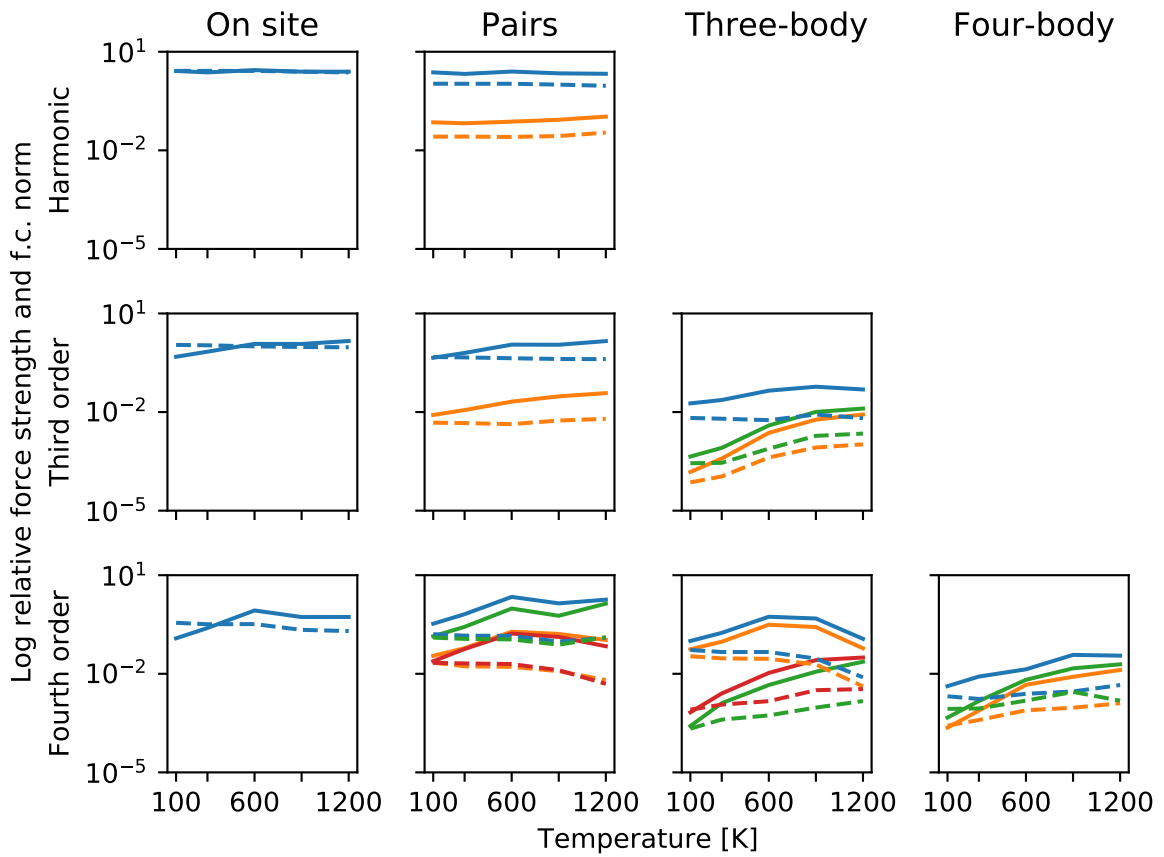 On site Pairs Three-body Four-body
Log relative force strength and f.c. norm
Harmonic
10^1
10^-2
10^-5
Third order
10^1
10^-2
10^-5
Fourth order
10^1
10^-2
10^-5
100 600 1200 100 600 1200 100 600 1200 100 600 1200
Temperature [K]